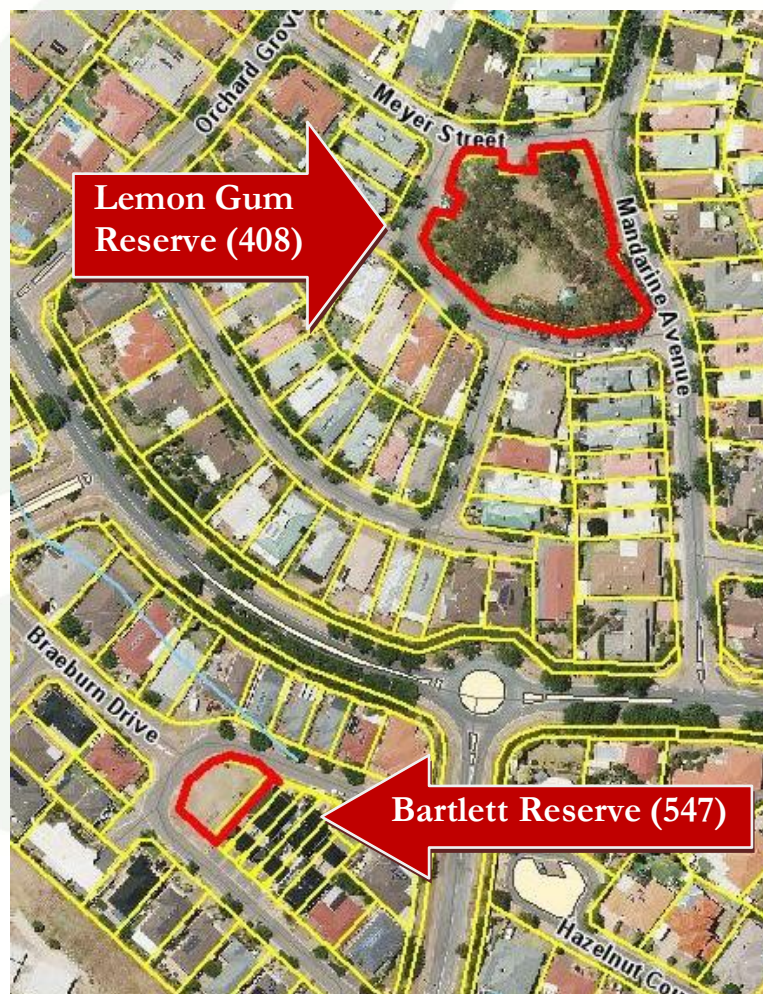 Orchard Grove
Meyer Street
Lemon Gum
Reserve (408)
Mandarine Avenue
Braeburn Drive
Bartlett Reserve (547)
Hazelnut Cou